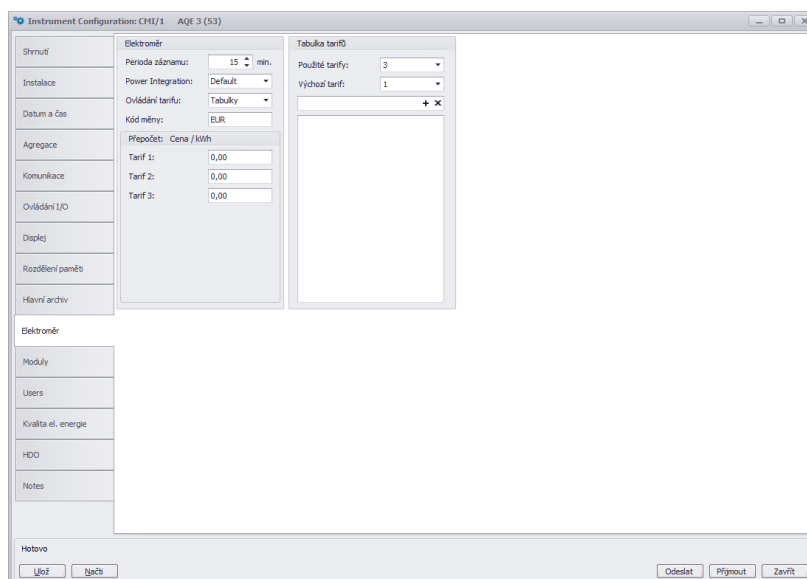 Instrument Configuration: CMI/1 AQE 3 (53)
Shrnutí
Instalace
Datum a čas
Agregace
Komunikace
Ovládání I/O
Displej
Rozdělení paměti
Hlavní archiv
Elektroměr
Moduly
Users
Kvalita el. energie
HDO
Notes
Elektroměr
Perioda záznamu: 15 min.
Power Integration: Default
Ovládání tarifu: Tabulky
Kód měny: EUR
Přepočet: Cena / kWh
Tarif 1: 0,00
Tarif 2: 0,00
Tarif 3: 0,00
Tabulka tarifů
Použité tarify: 3
Výchozí tarif: 1
Hotovo
Ulož Načti Odeslat Přijmout Zavřít